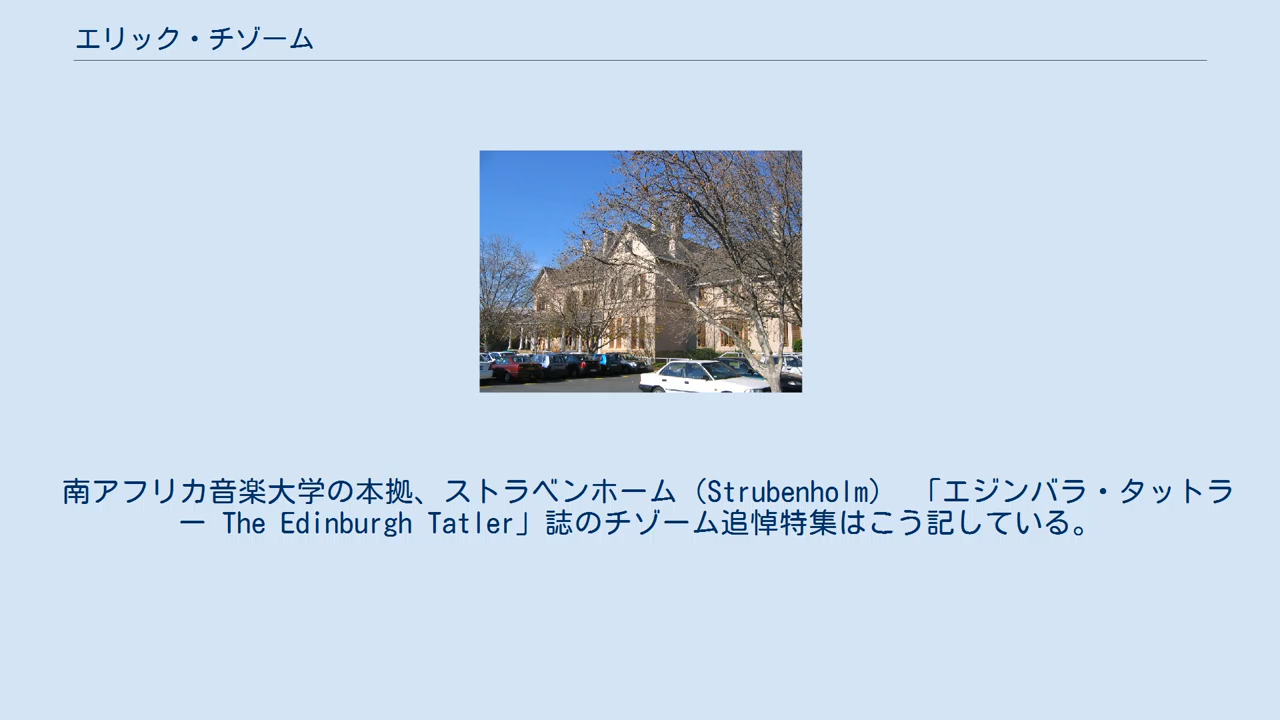 エリック・チゾーム
南アフリカ音楽大学の本拠、ストラベンホーム（Strubenholm） 「エジンバラ・タットラ
ー The Edinburgh Tatler」誌のチゾーム追悼特集はこう記している。